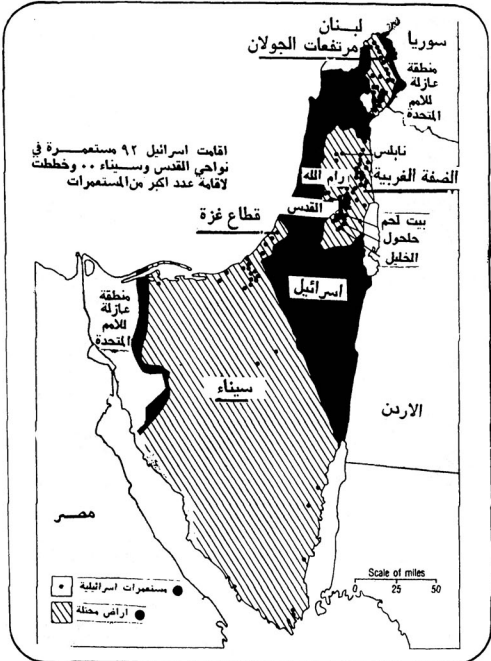 لبنان
مرتفعات الجولان
سوريا
منطقة
عازلة
للامم
المتحدة
اقامت اسرائيل ٩٢ مستعمرة في
نواحي القدس وسيناء ٠٠ وخططت
لاقامة عدد اكبر من المستعمرات
نابلس
الضفة الغربية
رام الله
القدس
بيت لحم
حلحول
الخليل
قطاع غزة
اسرائيل
منطقة
عازلة
للامم
المتحدة
سيناء
الاردن
مصر
Scale of miles
0 25 50
مستعمرات اسرائيلية
اراض محتلة